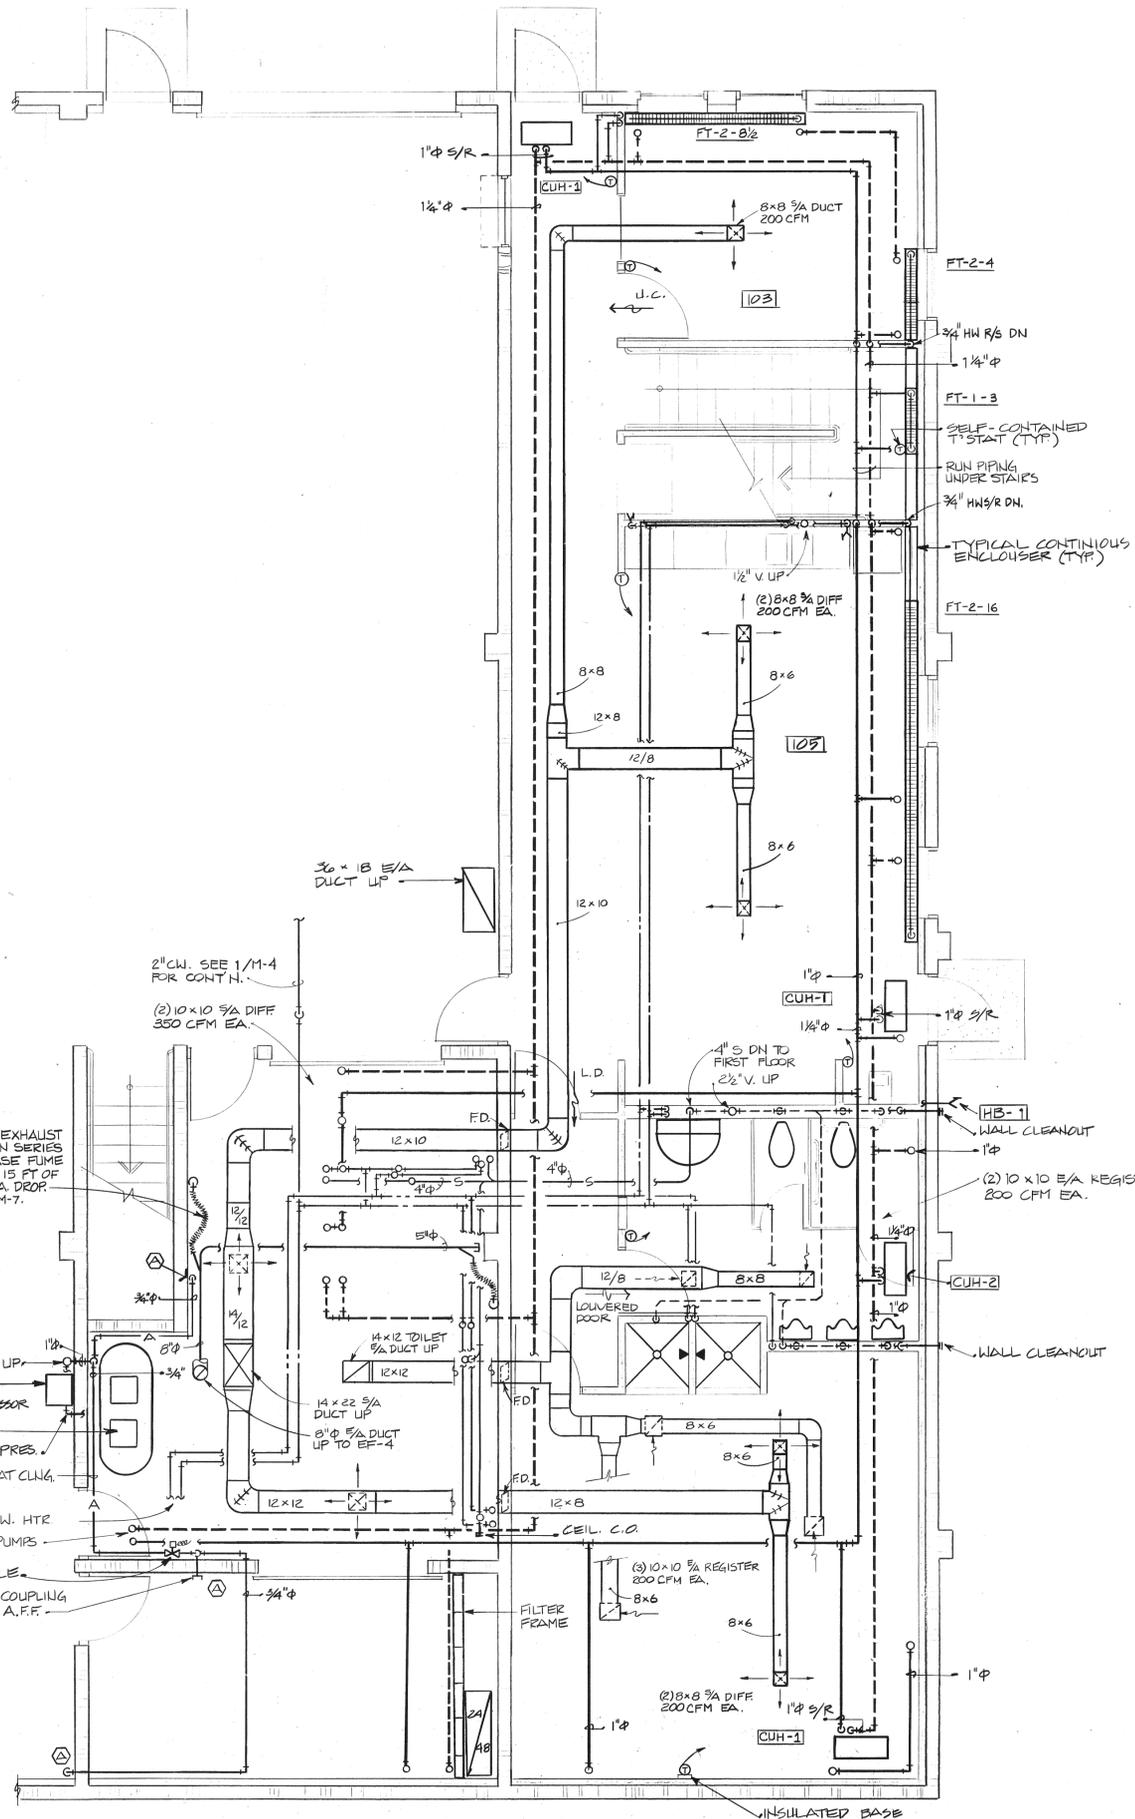 FT-2-8½
1"Φ S/R
CUH-1
T
1¼"Φ
8×8 S/A DUCT
200 CFM
T
FT-2-4
U.C.
103
¾" HW R/S DN
1¼"Φ
FT-1-3
SELF-CONTAINED
T'STAT (TYP.)
T
RUN PIPING
UNDER STAIRS
¾" HWS/R DN.
TYPICAL CONTINIOUS
ENCLOUSER (TYP.)
1½" V. UP
T
(2) 8×8 S/A DIFF
200 CFM EA.
FT-2-16
8×8
8×6
12×8
105
12/8
8×6
36 × 18 E/A
DUCT UP
12×10
2" CW. SEE 1/M-4
FOR CONT'N.
1"Φ
CUH-1
(2) 10×10 S/A DIFF.
350 CFM EA.
1"Φ S/R
1¼"Φ
4" S DN TO
FIRST FLOOR
T
L.D.
2½" V. UP
HB-1
F.D.
WALL CLEANOUT
EXHAUST
N SERIES
ASE FUME
15 FT OF
A. DROP.
M-7.
12×10
1"Φ
4"Φ
4"Φ
S
S
(2) 10 × 10 E/A REGIS
200 CFM EA.
12/12
5"Φ
T
1¼"Φ
A
12/8
8×8
CUH-2
¾"Φ
LOUVERED
DOOR
14/12
1"Φ
A
8"Φ
14×12 TOILET
E/A DUCT UP
1"Φ
WALL CLEANOUT
UP
¾"
12×12
14 × 22 S/A
DUCT UP
F.D.
SSOR
8"Φ E/A DUCT
UP TO EF-4
8×6
PRES.
8×6
AT CLNG.
F.D.
A
12×12
12×8
W. HTR
PUMPS
CEIL. C.O.
LE
(3) 10×10 E/A REGISTER
200 CFM EA.
COUPLING
A.F.F.
A
¾"Φ
8×6
FILTER
FRAME
8×6
1"Φ
(2) 8×8 S/A DIFF.
200 CFM EA.
1"Φ S/R
24
48
1"Φ
CUH-1
A
T
INSULATED BASE